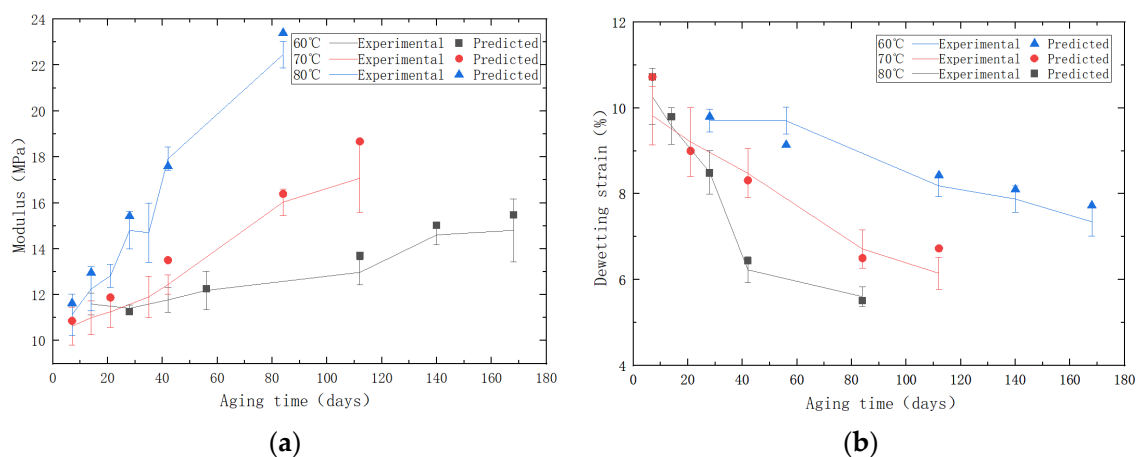 24
22
20
18
16
14
12
10
Modulus (MPa)
60℃ Experimental Predicted
70℃ Experimental Predicted
80℃ Experimental Predicted
0 20 40 60 80 100 120 140 160 180
Aging time (days)
(a)
12
10
8
6
4
Dewetting strain (%)
60℃ Experimental Predicted
70℃ Experimental Predicted
80℃ Experimental Predicted
0 20 40 60 80 100 120 140 160 180
Aging time (days)
(b)